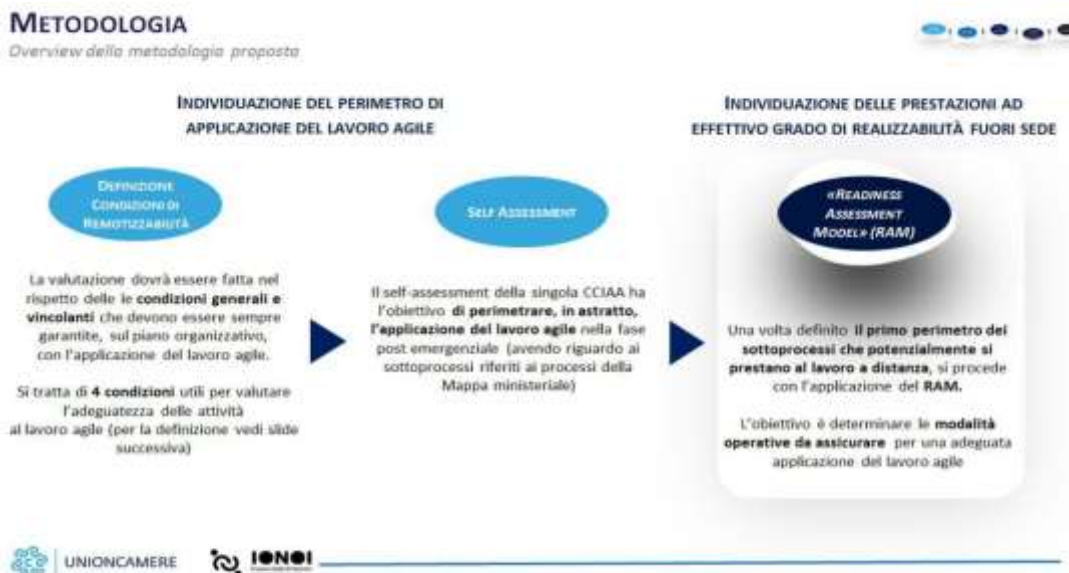 METODOLOGIA
Overview della metodologia proposta
INDIVIDUAZIONE DEL PERIMETRO DI
APPLICAZIONE DEL LAVORO AGILE
INDIVIDUAZIONE DELLE PRESTAZIONI AD
EFFETTIVO GRADO DI REALIZZABILITÀ FUORI SEDE
DEFINIZIONE
CONDIZIONI DI
REMOTIZZABILITÀ
La valutazione dovrà essere fatta nel
rispetto delle le condizioni generali e
vincolanti che devono essere sempre
garantite, sul piano organizzativo,
con l'applicazione del lavoro agile.
Si tratta di 4 condizioni utili per valutare
l'adeguatezza delle attività
al lavoro agile (per la definizione vedi slide
successiva)
SELF ASSESSMENT
Il self-assessment della singola CCIAA ha
l'obiettivo di perimetrare, in astratto,
l'applicazione del lavoro agile nella fase
post emergenziale (avendo riguardo ai
sottoprocessi riferiti ai processi della
Mappa ministeriale)
«READINESS
ASSESSMENT
MODEL» (RAM)
Una volta definito il primo perimetro dei
sottoprocessi che potenzialmente si
prestano al lavoro a distanza, si procede
con l'applicazione del RAM.
L'obiettivo è determinare le modalità
operative da assicurare per una adeguata
applicazione del lavoro agile
UNIONCAMERE
IONOI